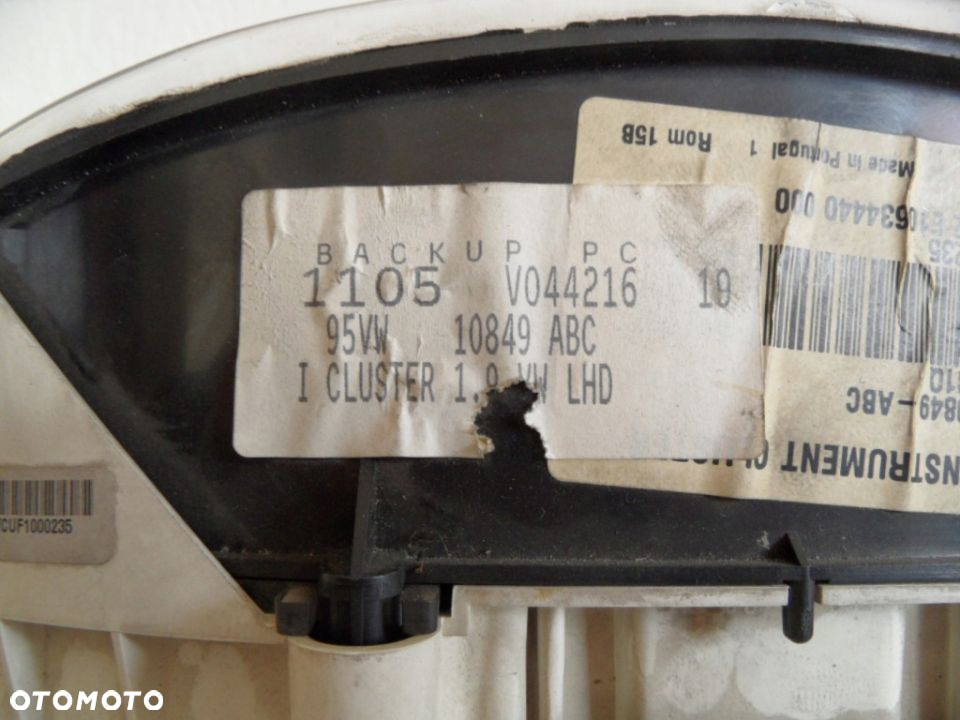 BACKUP PC
1105 V044216 19
95VW 10849 ABC
I CLUSTER 1.9 VW LHD
Rom 15B
Made in Portugal 1
0634440 000
235
849-ABC
NSTRUMENT
CUF1000235
OTOMOTO